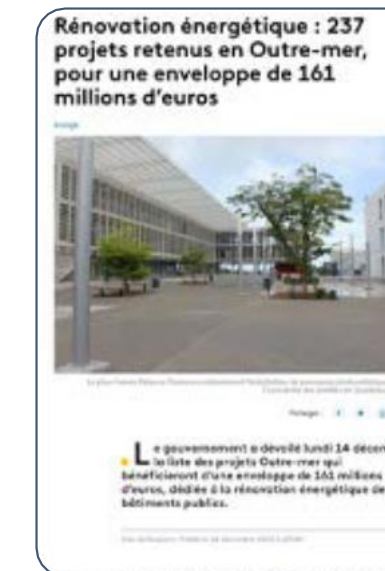 Rénovation énergétique : 237
projets retenus en Outre-mer,
pour une enveloppe de 161
millions d'euros
Partager
Le gouvernement a dévoilé lundi 14 décem
la liste des projets Outre-mer qui
bénéficieront d'une enveloppe de 161 millions
d'euros, dédiée à la rénovation énergétique de
bâtiments publics.